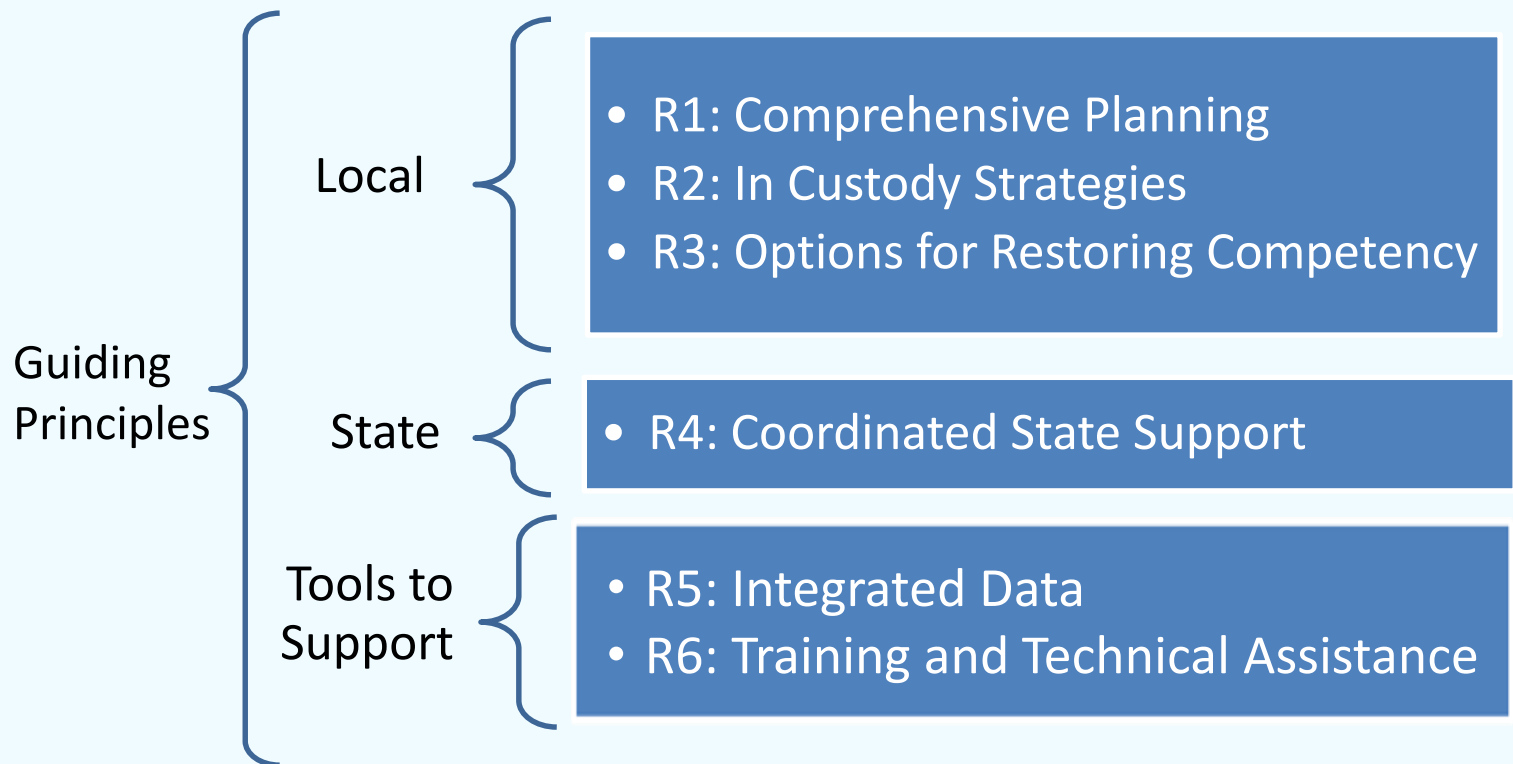 Guiding
Principles
Local
• R1: Comprehensive Planning
• R2: In Custody Strategies
• R3: Options for Restoring Competency
State
• R4: Coordinated State Support
Tools to
Support
• R5: Integrated Data
• R6: Training and Technical Assistance